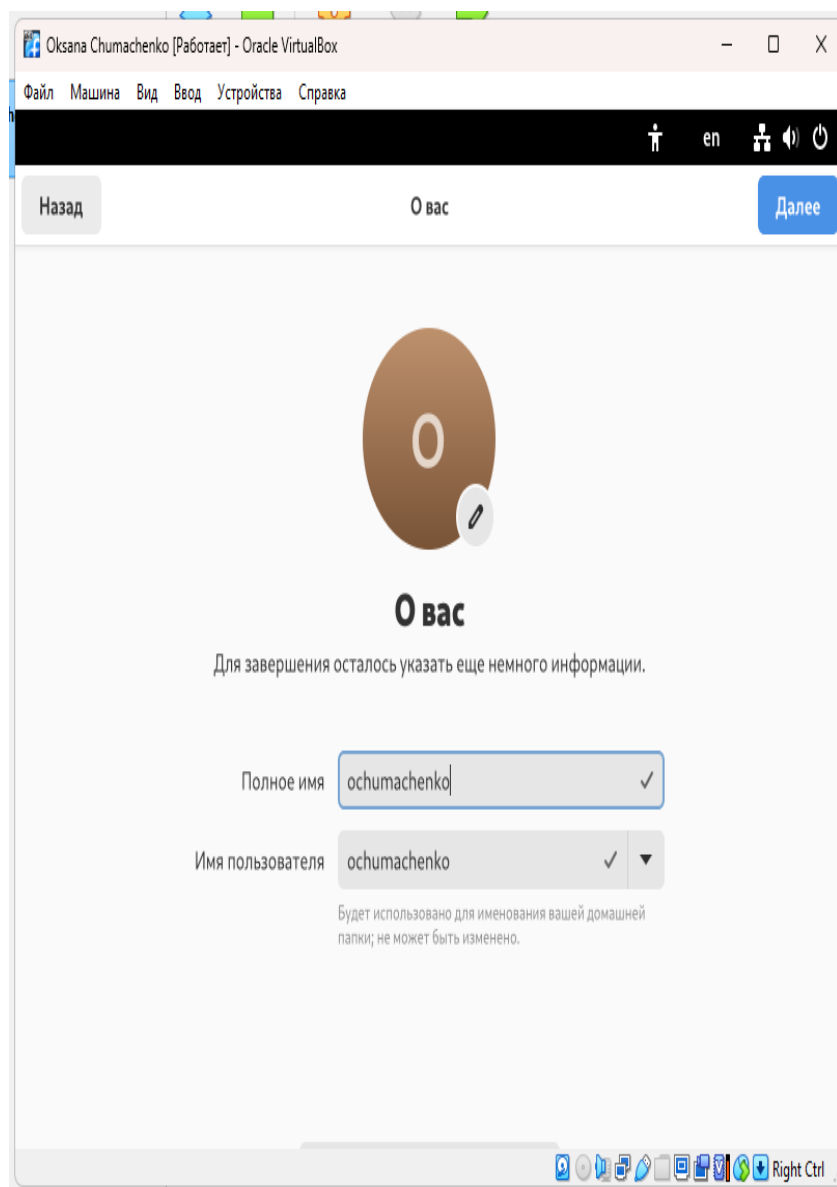 Oksana Chumachenko [Работает] - Oracle VirtualBox
Файл Машина Вид Ввод Устройства Справка
en
Назад О вас Далее
O
О вас
Для завершения осталось указать еще немного информации.
Полное имя ochumachenko
Имя пользователя ochumachenko
Будет использовано для именования вашей домашней
папки; не может быть изменено.
Right Ctrl